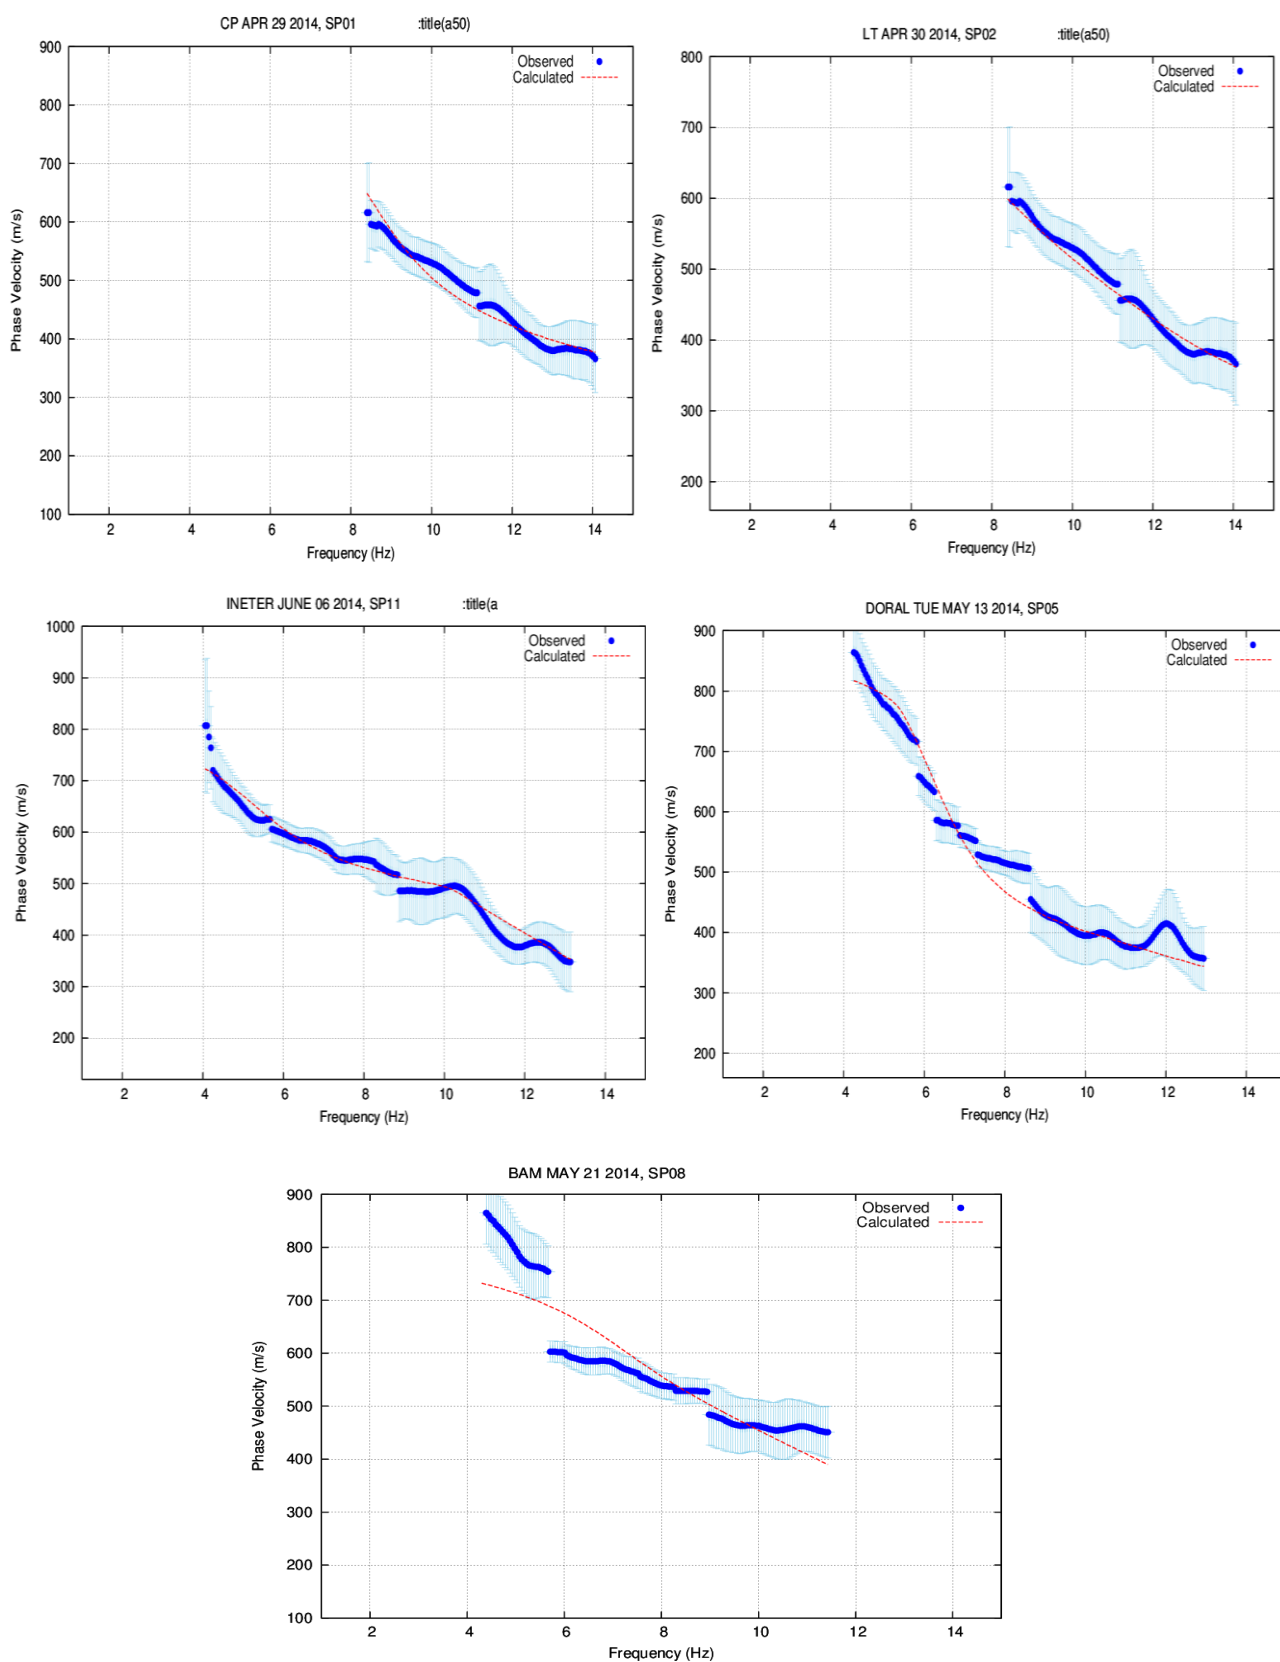 CP APR 29 2014, SP01 :title(a50)
900
800
700
600
500
400
300
200
100
2 4 6 8 10 12 14
Phase Velocity (m/s)
Frequency (Hz)
Observed
Calculated
LT APR 30 2014, SP02 :title(a50)
800
700
600
500
400
300
200
2 4 6 8 10 12 14
Phase Velocity (m/s)
Frequency (Hz)
Observed
Calculated
INETER JUNE 06 2014, SP11 :title(a
1000
900
800
700
600
500
400
300
200
2 4 6 8 10 12 14
Phase Velocity (m/s)
Frequency (Hz)
Observed
Calculated
DORAL TUE MAY 13 2014, SP05
900
800
700
600
500
400
300
200
2 4 6 8 10 12 14
Phase Velocity (m/s)
Frequency (Hz)
Observed
Calculated
BAM MAY 21 2014, SP08
900
800
700
600
500
400
300
200
100
2 4 6 8 10 12 14
Phase Velocity (m/s)
Frequency (Hz)
Observed
Calculated